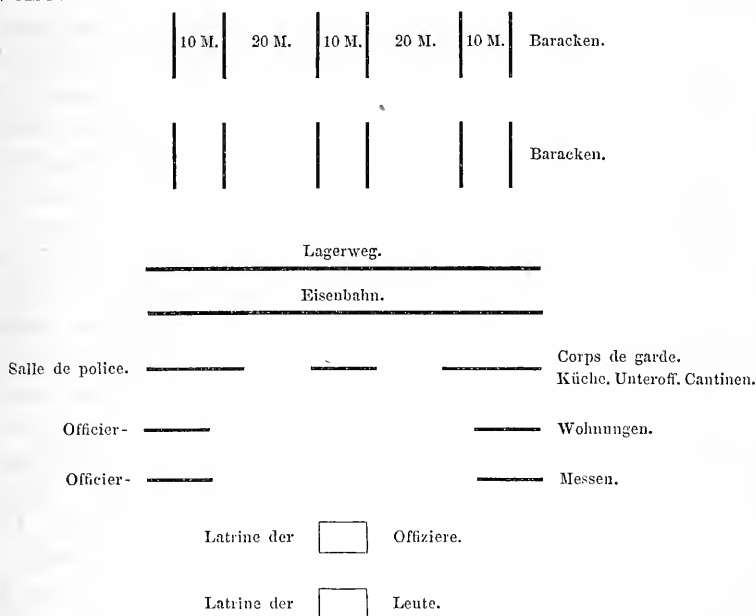 10 M. 20 M. 10 M. 20 M. 10 M. Baracken.
Baracken.
Lagerweg.
Eisenbahn.
Salle de police. Corps de garde.
Küche. Unteroff. Cantinen.
Officier- Wohnungen.
Officier- Messen.
Latrine der Offiziere.
Latrine der Leute.